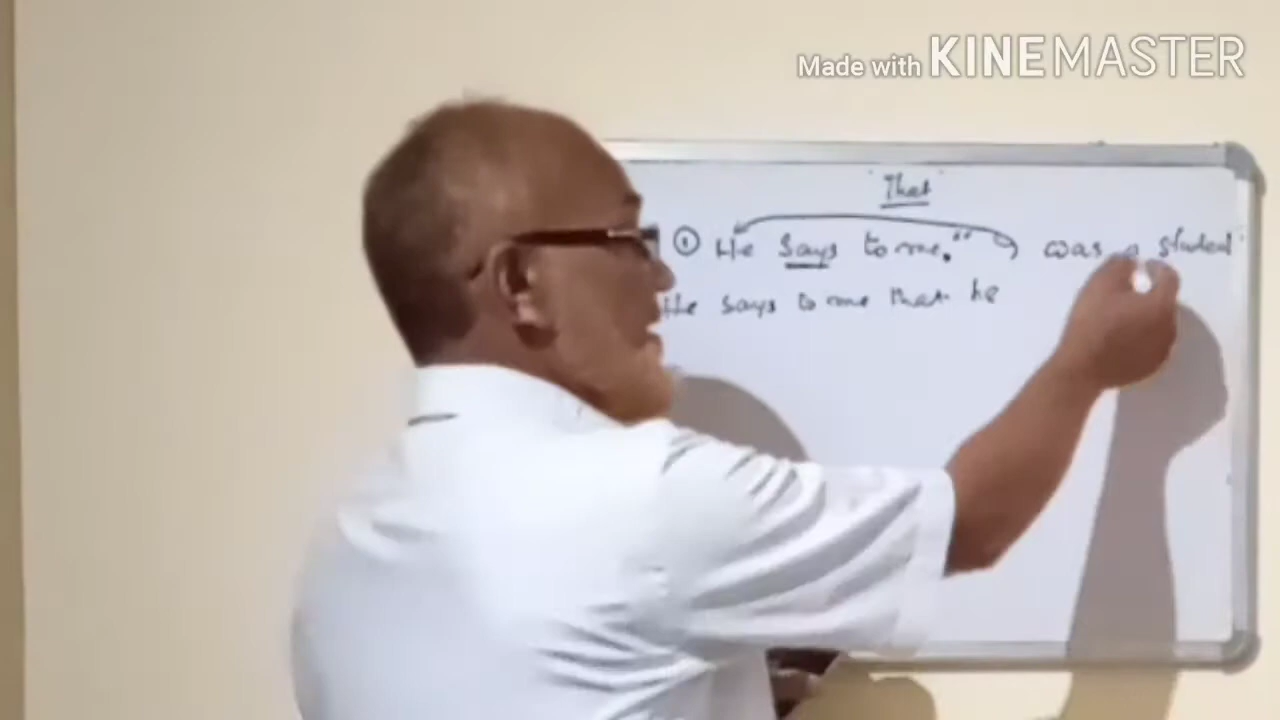 Made with KINEMASTER
"That"
① He says to me," I was a student"
He says to me that he